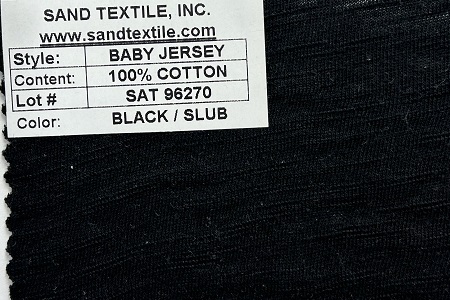 SAND TEXTILE, INC.
www.sandtextile.com
Style: BABY JERSEY
Content: 100% COTTON
Lot # SAT 96270
Color: BLACK / SLUB